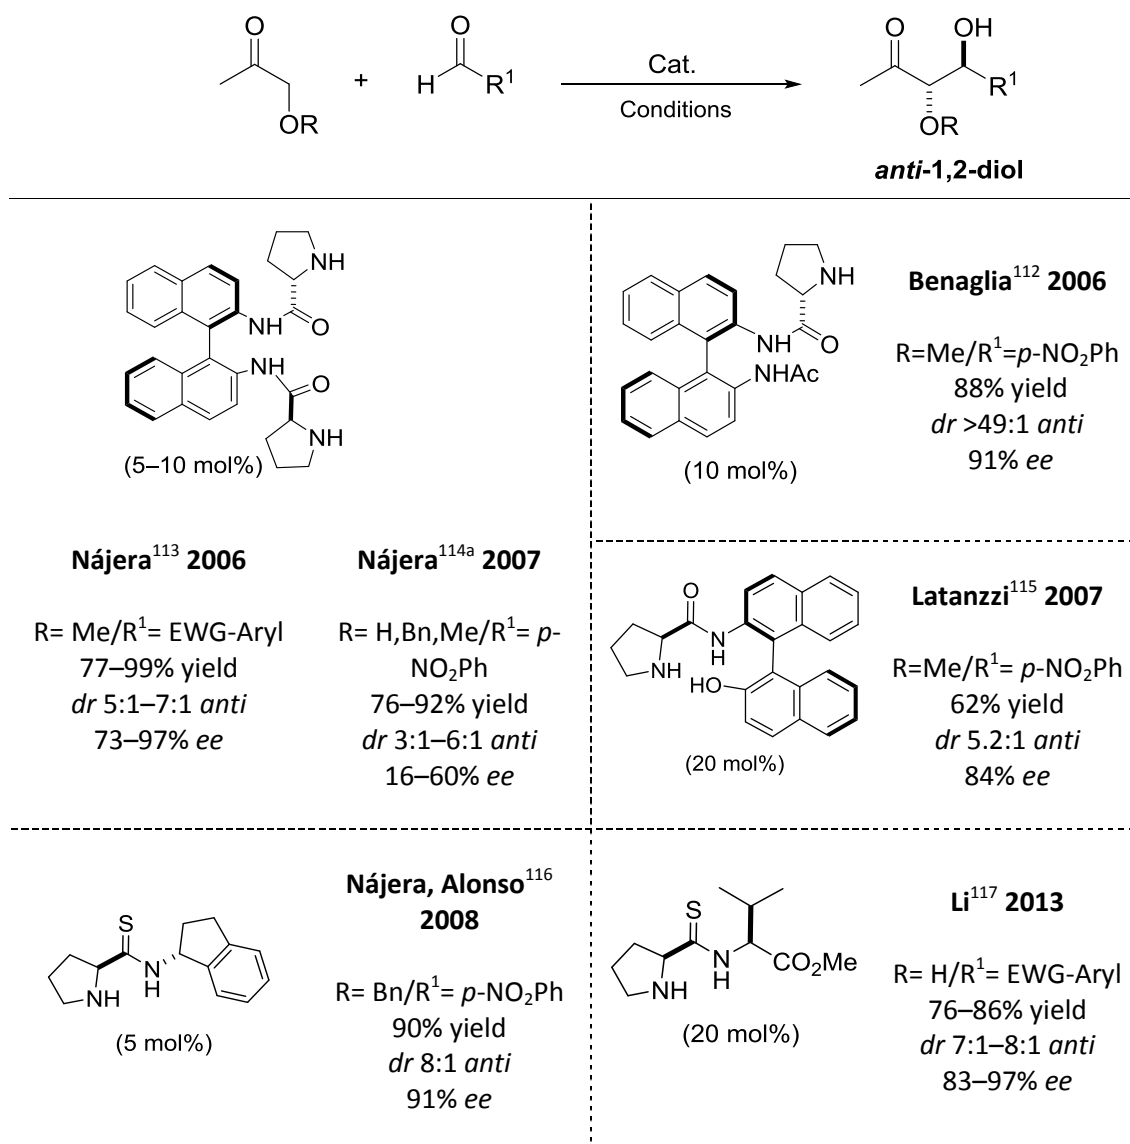 O
OR
+
O
H
R¹
Cat.
Conditions
O
OH
R¹
OR
anti-1,2-diol
NH
NH
O
NH
O
NH
(5–10 mol%)
Nájera¹¹³ 2006
R= Me/R¹= EWG-Aryl
77–99% yield
dr 5:1–7:1 anti
73–97% ee
Nájera¹¹⁴ᵃ 2007
R= H,Bn,Me/R¹= p-
NO₂Ph
76–92% yield
dr 3:1–6:1 anti
16–60% ee
NH
NH
O
NHAc
(10 mol%)
Benaglia¹¹² 2006
R=Me/R¹=p-NO₂Ph
88% yield
dr >49:1 anti
91% ee
O
N
H
NH
HO
(20 mol%)
Latanzzi¹¹⁵ 2007
R=Me/R¹= p-NO₂Ph
62% yield
dr 5.2:1 anti
84% ee
S
N
H
NH
(5 mol%)
Nájera, Alonso¹¹⁶
2008
R= Bn/R¹= p-NO₂Ph
90% yield
dr 8:1 anti
91% ee
S
N
H
NH
CO₂Me
(20 mol%)
Li¹¹⁷ 2013
R= H/R¹= EWG-Aryl
76–86% yield
dr 7:1–8:1 anti
83–97% ee